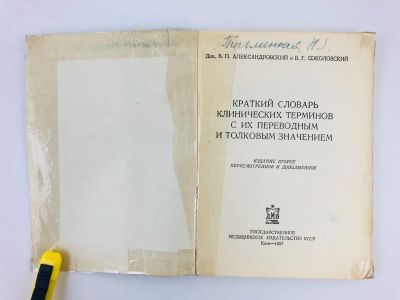 Доц. Б. П. АЛЕКСАНДРОВСКИЙ и В. Г. СОКОЛОВСКИЙ
КРАТКИЙ СЛОВАРЬ
КЛИНИЧЕСКИХ ТЕРМИНОВ
С ИХ ПЕРЕВОДНЫМ
И ТОЛКОВЫМ ЗНАЧЕНИЕМ
ИЗДАНИЕ ВТОРОЕ
ПЕРЕСМОТРЕННОЕ И ДОПОЛНЕННОЕ
ГОСУДАРСТВЕННОЕ
МЕДИЦИНСКОЕ ИЗДАТЕЛЬСТВО УССР